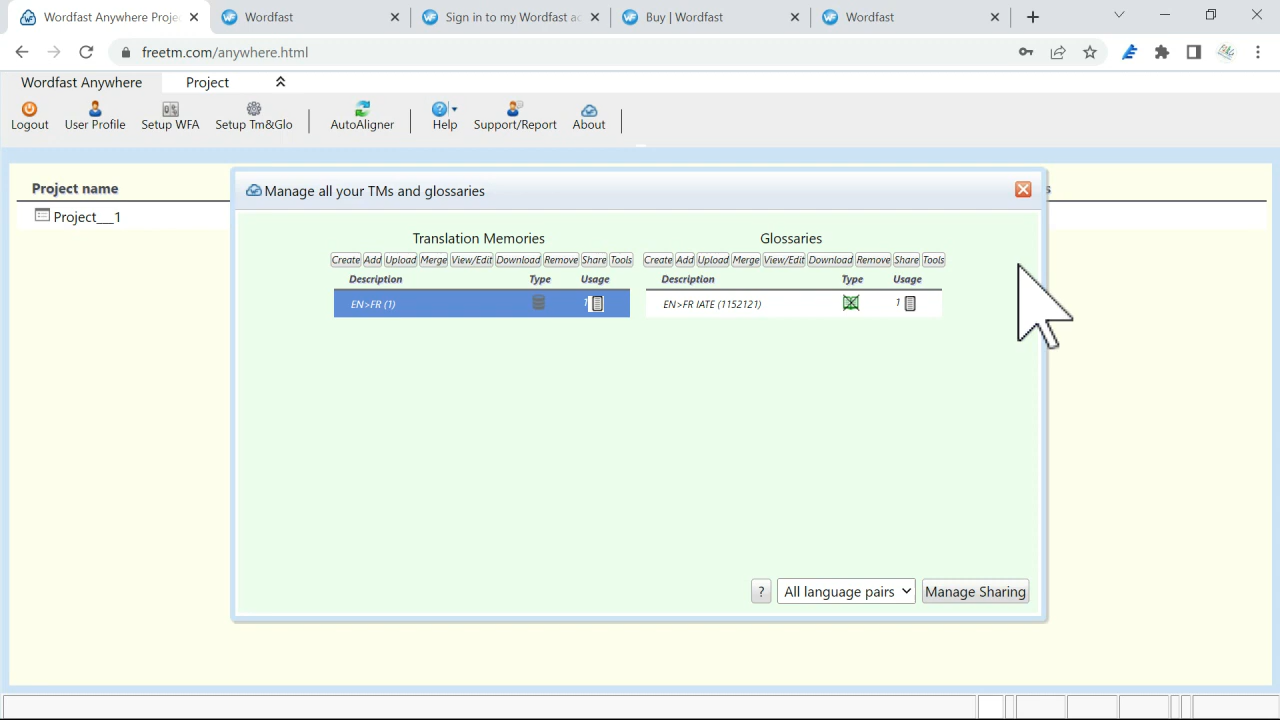 Wordfast Anywhere Proje
Wordfast
Sign in to my Wordfast ac
Buy | Wordfast
Wordfast
freetm.com/anywhere.html
Wordfast Anywhere
Project
Logout
User Profile
Setup WFA
Setup Tm&Glo
AutoAligner
Help
Support/Report
About
Project name
s
Project___1
Manage all your TMs and glossaries
Translation Memories
Glossaries
Create Add Upload Merge View/Edit Download Remove Share Tools
Create Add Upload Merge View/Edit Download Remove Share Tools
Description Type Usage
Description Type Usage
EN>FR (1) 1
EN>FR IATE (1152121) 1
? All language pairs Manage Sharing